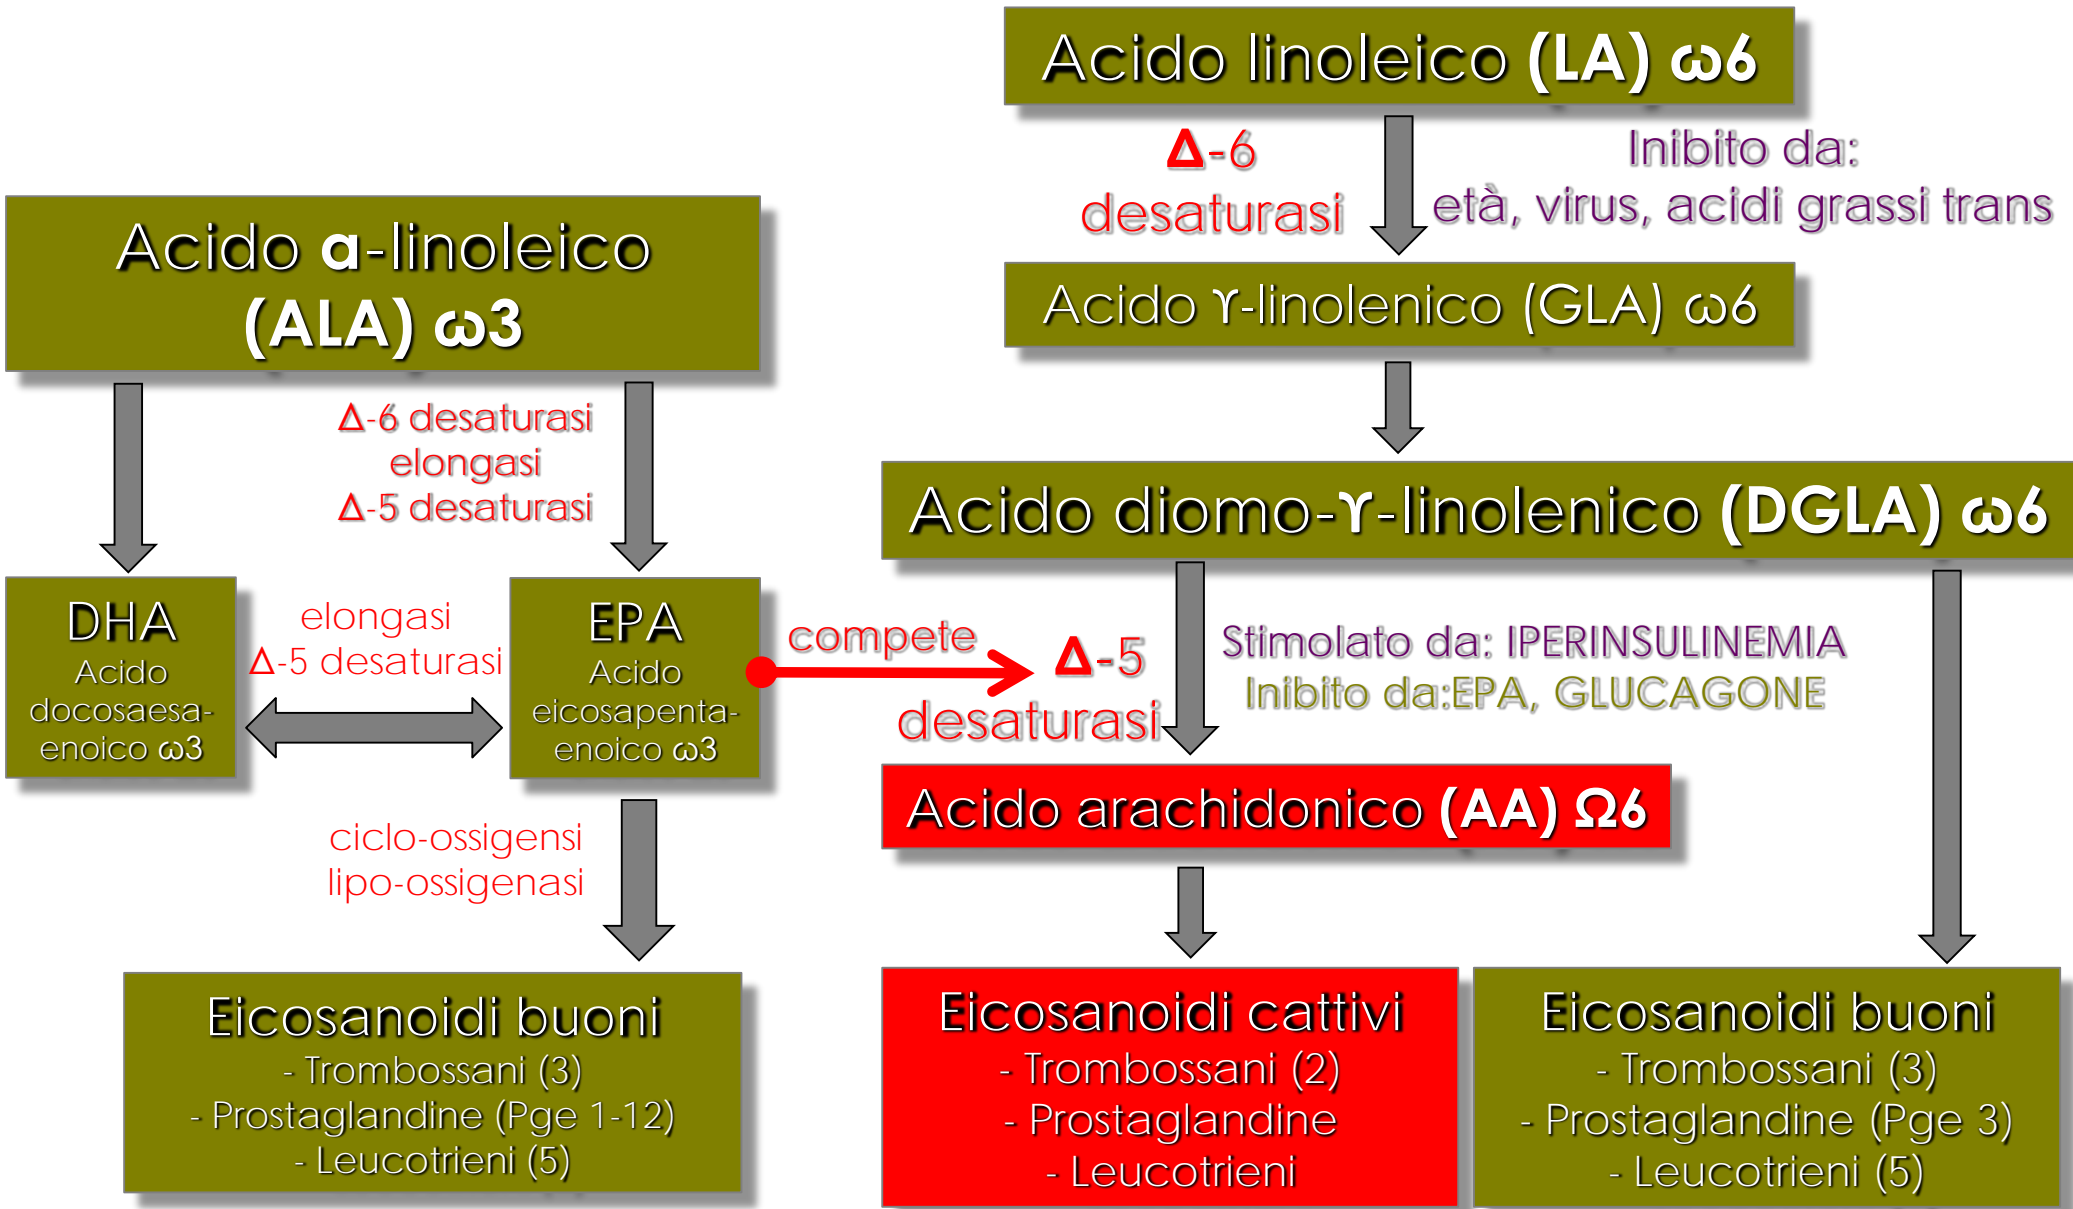 Acido linoleico (LA) ω6
Δ-6
desaturasi
Inibito da:
età, virus, acidi grassi trans
Acido α-linoleico
(ALA) ω3
Acido ϒ-linolenico (GLA) ω6
Δ-6 desaturasi
elongasi
Δ-5 desaturasi
Acido diomo-ϒ-linolenico (DGLA) ω6
DHA
Acido
docosaesa-
enoico ω3
elongasi
Δ-5 desaturasi
EPA
Acido
eicosapenta-
enoico ω3
compete
Δ-5
desaturasi
Stimolato da: IPERINSULINEMIA
Inibito da:EPA, GLUCAGONE
Acido arachidonico (AA) Ω6
ciclo-ossigensi
lipo-ossigenasi
Eicosanoidi buoni
- Trombossani (3)
- Prostaglandine (Pge 1-12)
- Leucotrieni (5)
Eicosanoidi cattivi
- Trombossani (2)
- Prostaglandine
- Leucotrieni
Eicosanoidi buoni
- Trombossani (3)
- Prostaglandine (Pge 3)
- Leucotrieni (5)